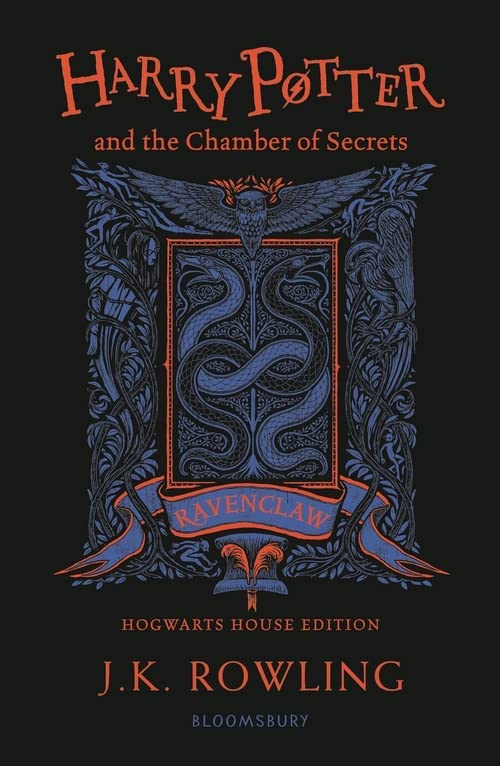 HARRY POTTER
and the Chamber of Secrets
RAVENCLAW
HOGWARTS HOUSE EDITION
J.K. ROWLING
BLOOMSBURY